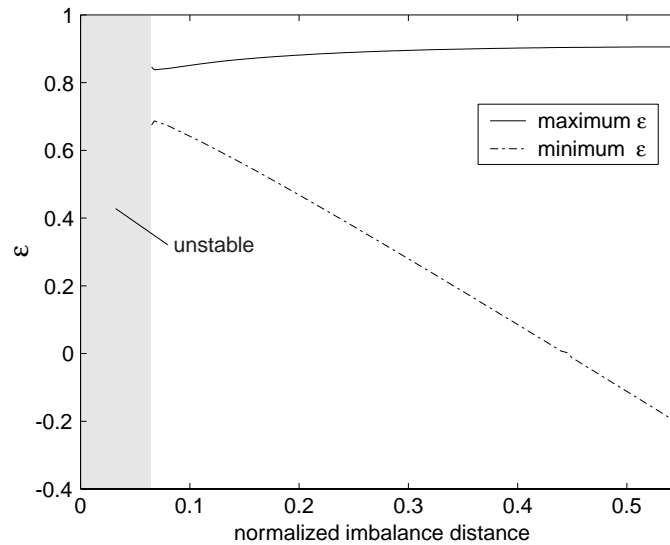 1
0.8
0.6
0.4
0.2
0
-0.2
-0.4
ε
maximum ε
minimum ε
unstable
0 0.1 0.2 0.3 0.4 0.5
normalized imbalance distance